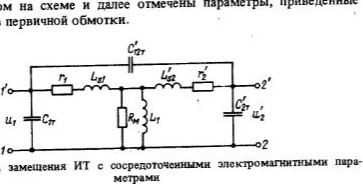 ом на схеме и далее отмечены параметры, приведенные
первичной обмотки.
C'12т
1'
r1
Ls1
L's2
r'2
2'
u1
C1т
Rм
L1
C'2т
u'2
1
2
замещения ИТ с сосредоточенными электромагнитными пара-
метрами